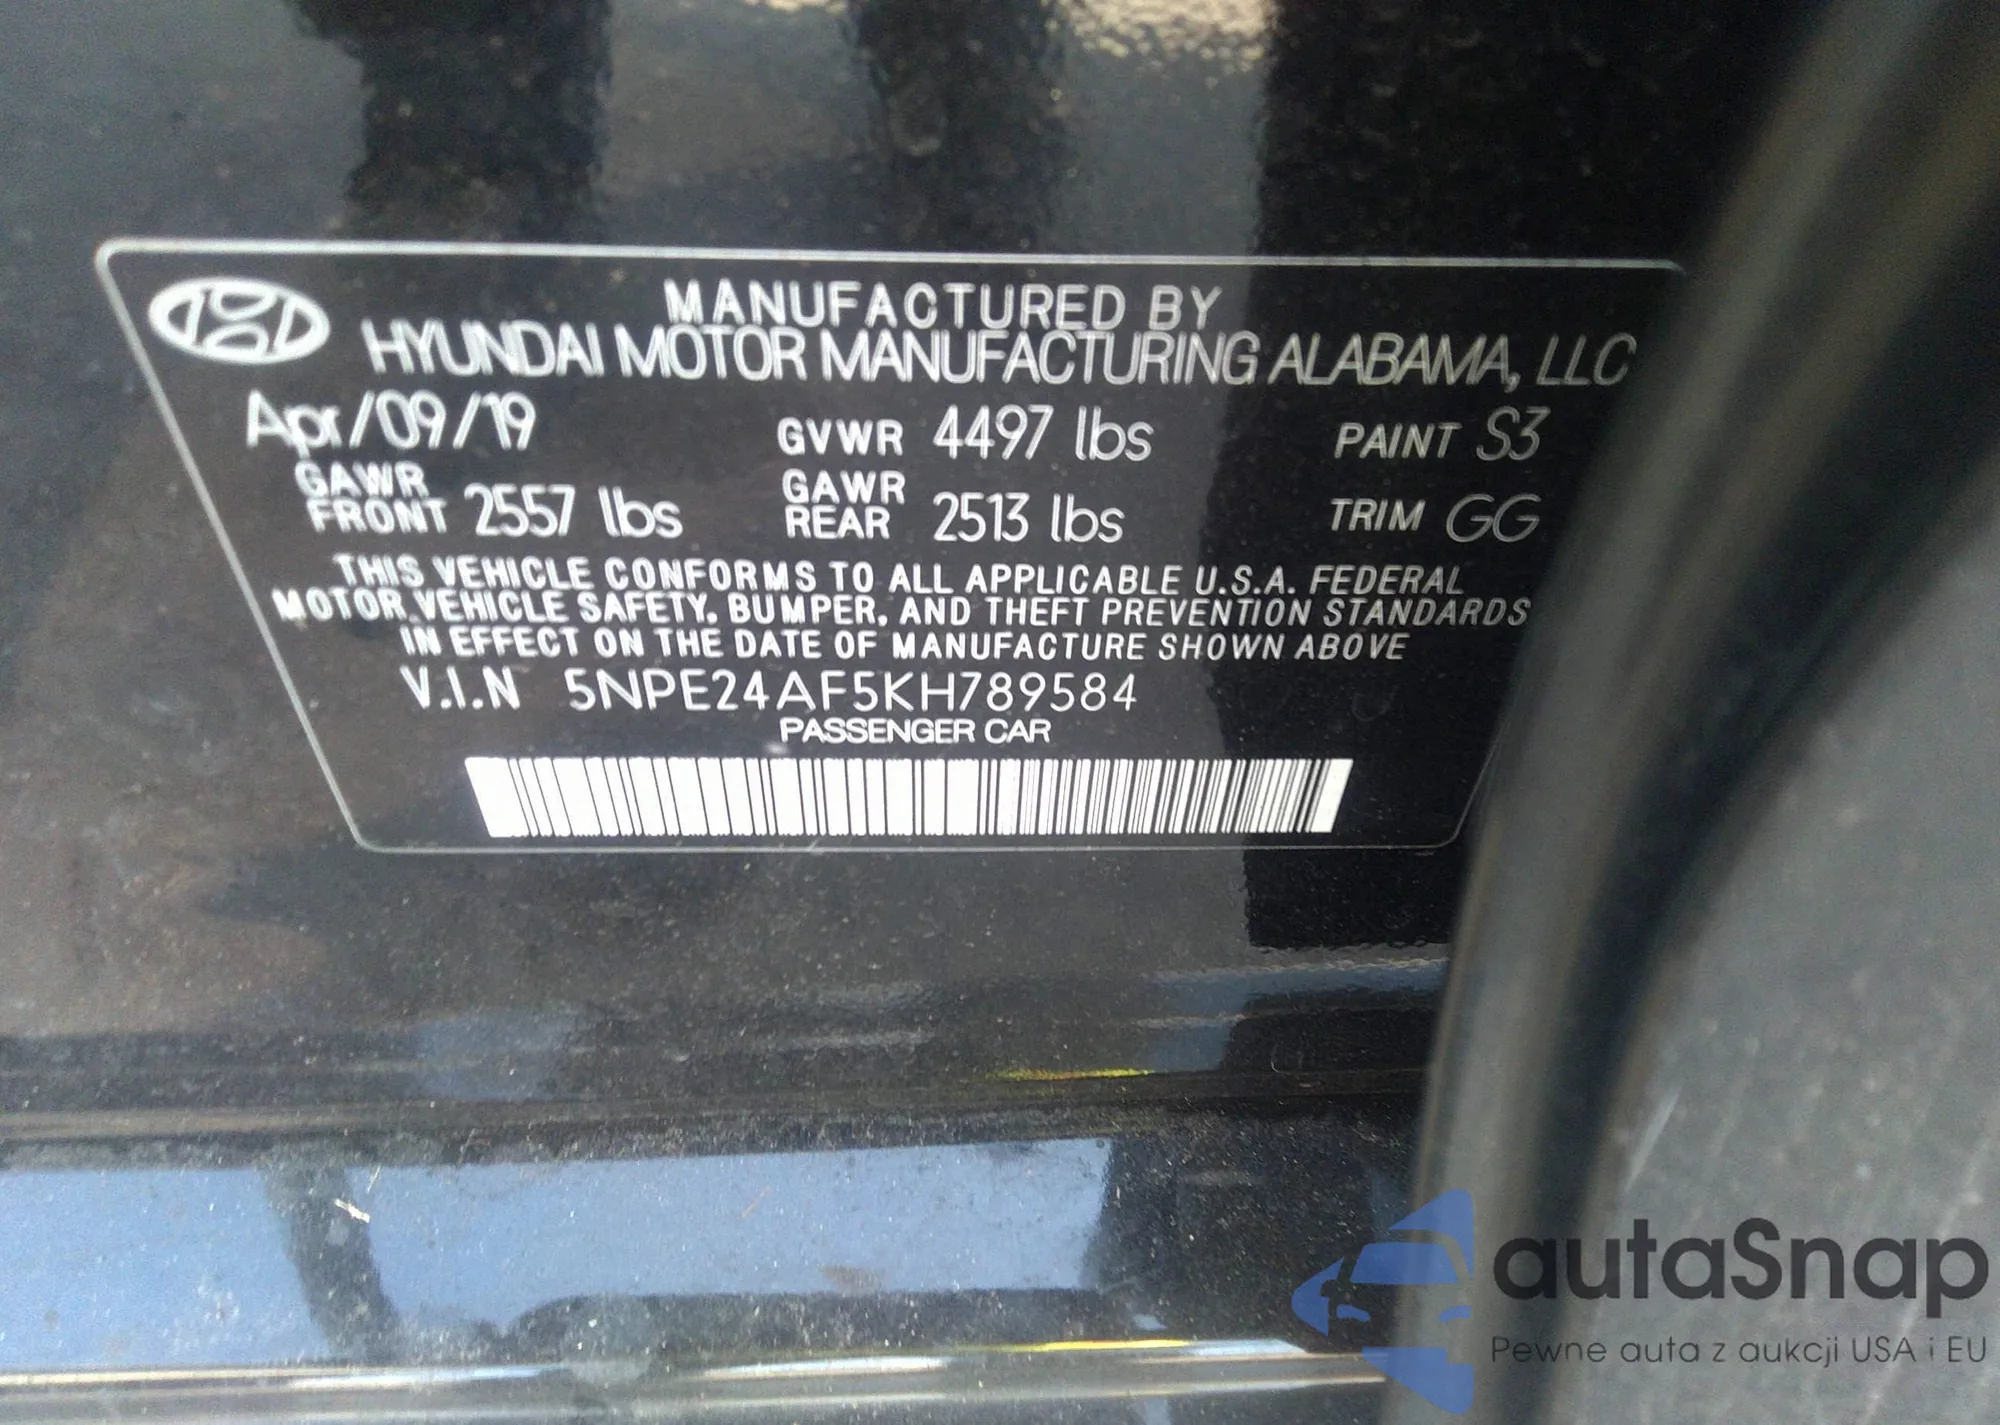 MANUFACTURED BY
HYUNDAI MOTOR MANUFACTURING ALABAMA, LLC
Apr/09/19 GVWR 4497 lbs PAINT S3
GAWR FRONT 2557 lbs GAWR REAR 2513 lbs TRIM GG
THIS VEHICLE CONFORMS TO ALL APPLICABLE U.S.A. FEDERAL
MOTOR VEHICLE SAFETY, BUMPER, AND THEFT PREVENTION STANDARDS
IN EFFECT ON THE DATE OF MANUFACTURE SHOWN ABOVE
V.I.N 5NPE24AF5KH789584
PASSENGER CAR
autaSnap
Pewne auta z aukcji USA i EU